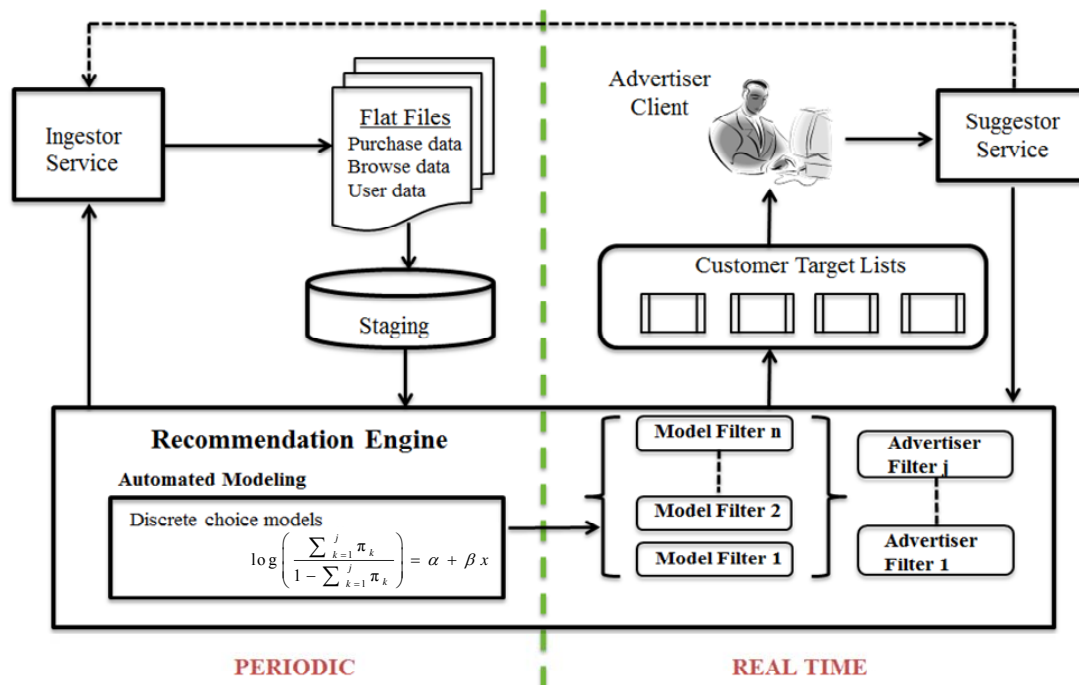 Ingestor
Service
Flat Files
Purchase data
Browse data
User data
Staging
Advertiser
Client
Suggestor
Service
Customer Target Lists
Recommendation Engine
Automated Modeling
Discrete choice models
log ( ∑ j k=1 π k / 1 − ∑ j k=1 π k ) = α + β x
Model Filter n
Model Filter 2
Model Filter 1
Advertiser
Filter j
Advertiser
Filter 1
PERIODIC
REAL TIME